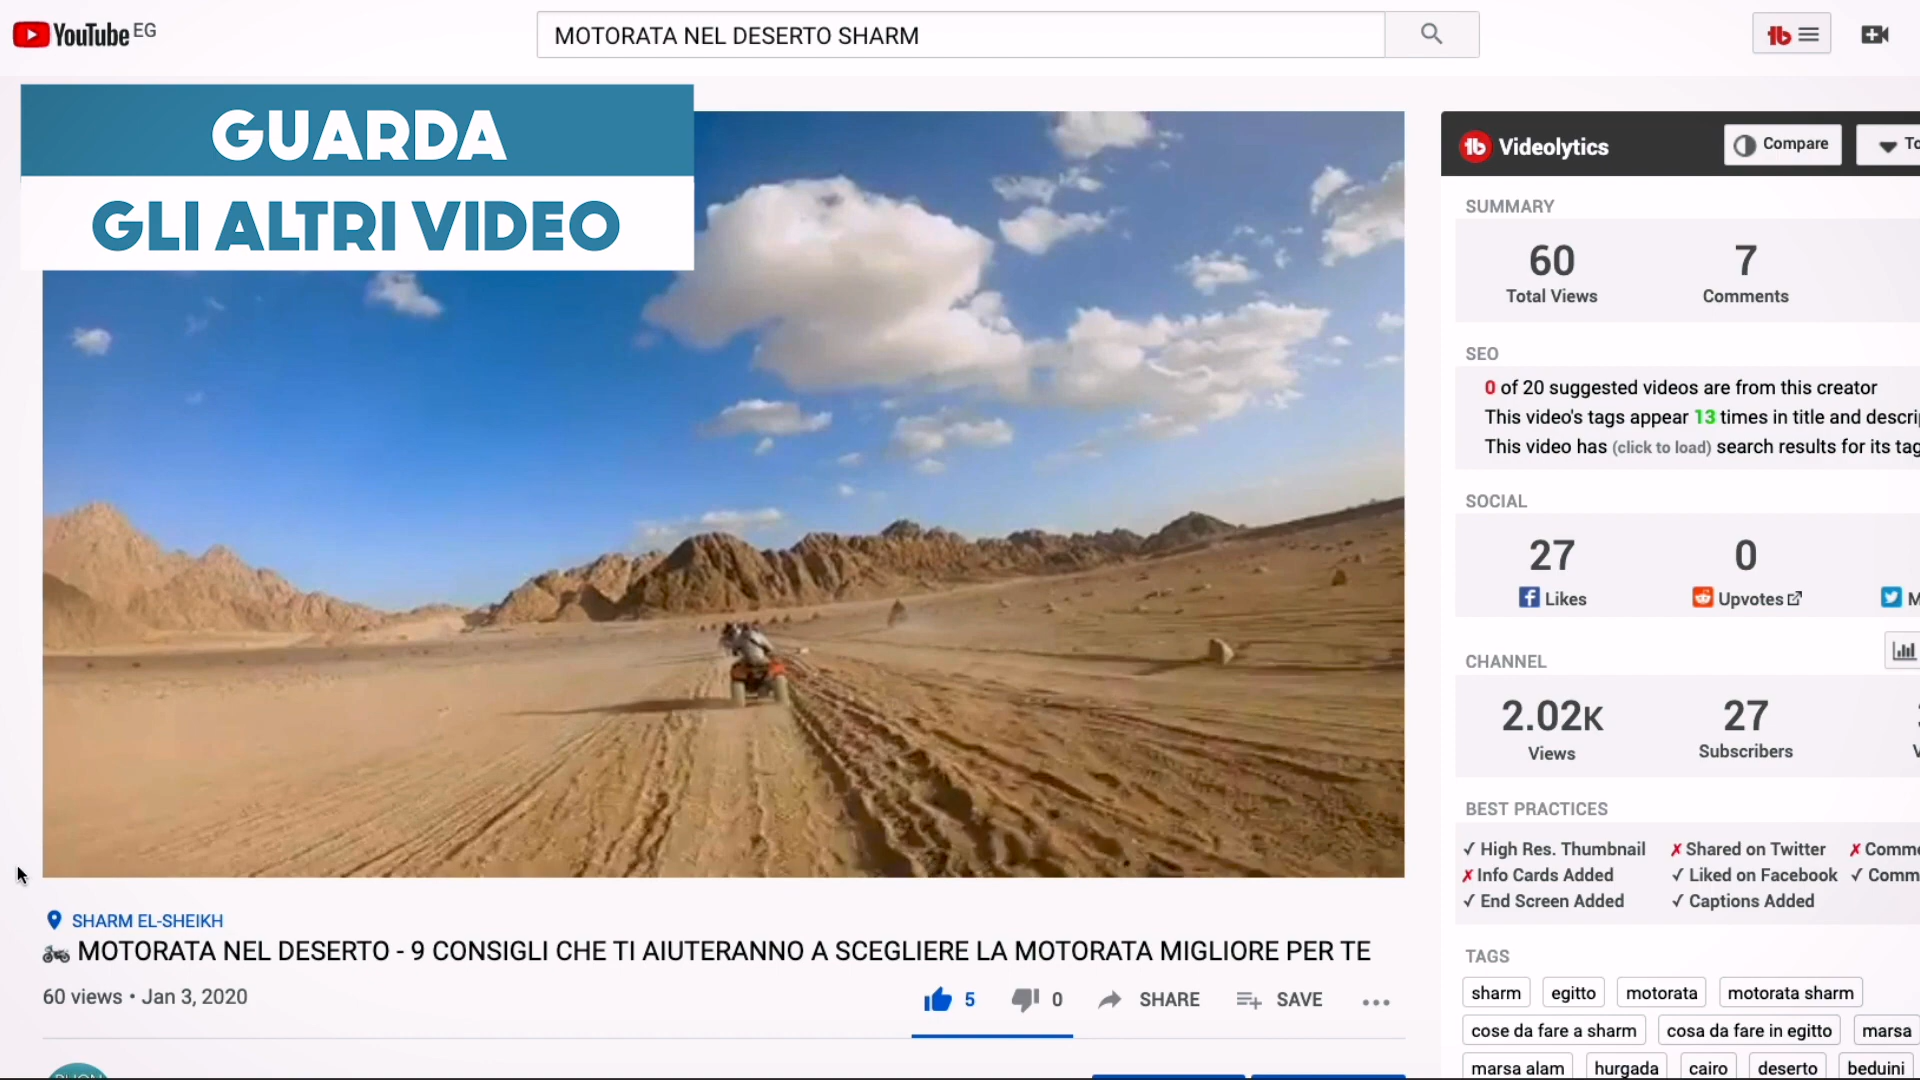 YouTube EG
MOTORATA NEL DESERTO SHARM
GUARDA
GLI ALTRI VIDEO
Videolytics
Compare
SUMMARY
60
Total Views
7
Comments
SEO
0 of 20 suggested videos are from this creator
This video's tags appear 13 times in title and
This video has (click to load) search results for its
SOCIAL
27
Likes
0
Upvotes
CHANNEL
2.02K
Views
27
Subscribers
BEST PRACTICES
✓ High Res. Thumbnail ✗ Shared on Twitter
✗ Info Cards Added ✓ Liked on Facebook
✓ End Screen Added ✓ Captions Added
SHARM EL-SHEIKH
MOTORATA NEL DESERTO - 9 CONSIGLI CHE TI AIUTERANNO A SCEGLIERE LA MOTORATA MIGLIORE PER TE
60 views • Jan 3, 2020
5
0
SHARE
SAVE
TAGS
sharm egitto motorata motorata sharm
cose da fare a sharm cosa da fare in egitto marsa
marsa alam hurgada cairo deserto beduini